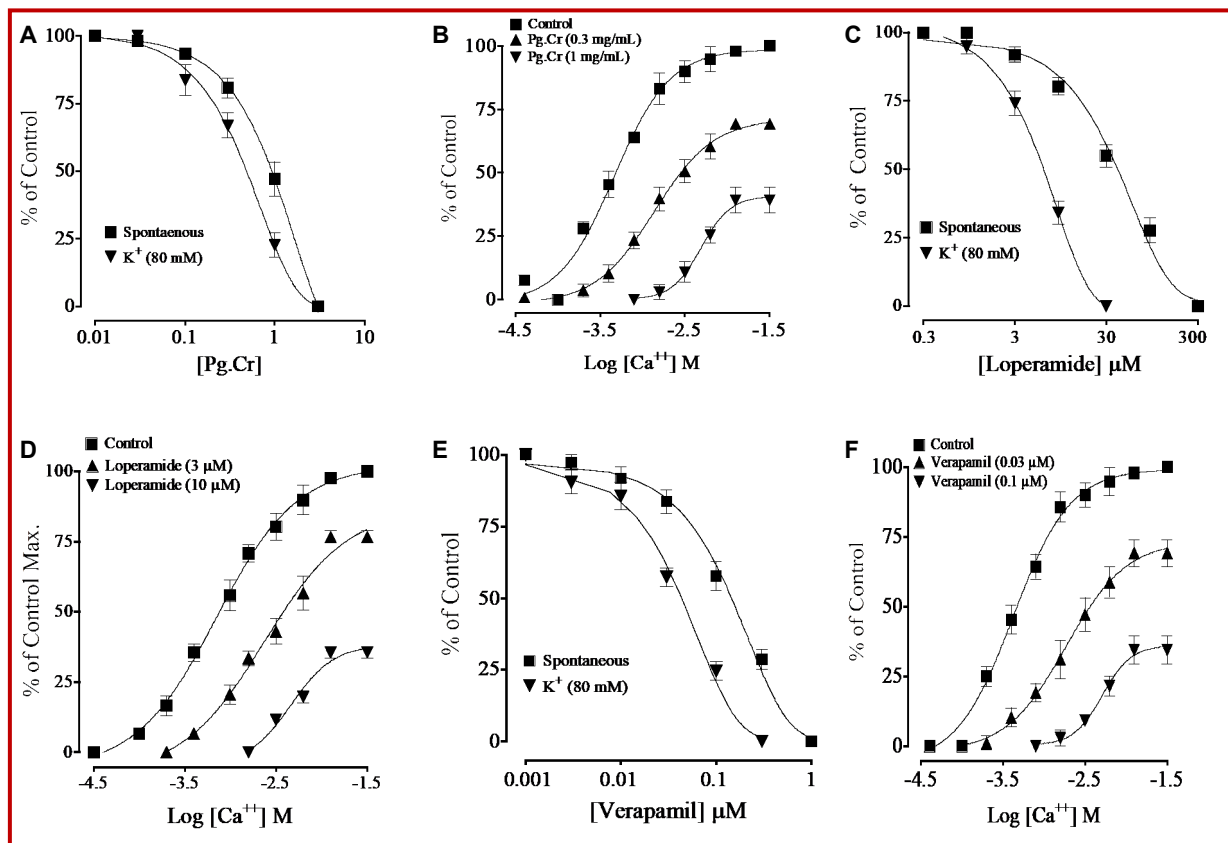 A
% of Control
100
75
50
25
0
Spontaenous
K+ (80 mM)
0.01 0.1 1 10
[Pg.Cr]
B
Control
Pg.Cr (0.3 mg/mL)
Pg.Cr (1 mg/mL)
% of Control
100
75
50
25
0
-4.5 -3.5 -2.5 -1.5
Log [Ca++] M
C
% of Control
100
75
50
25
0
Spontaneous
K+ (80 mM)
0.3 3 30 300
[Loperamide] µM
D
Control
Loperamide (3 µM)
Loperamide (10 µM)
% of Control Max.
100
75
50
25
0
-4.5 -3.5 -2.5 -1.5
Log [Ca++] M
E
% of Control
100
75
50
25
0
Spontaneous
K+ (80 mM)
0.001 0.01 0.1 1
[Verapamil] µM
F
Control
Verapamil (0.03 µM)
Verapamil (0.1 µM)
% of Control
100
75
50
25
0
-4.5 -3.5 -2.5 -1.5
Log [Ca++] M